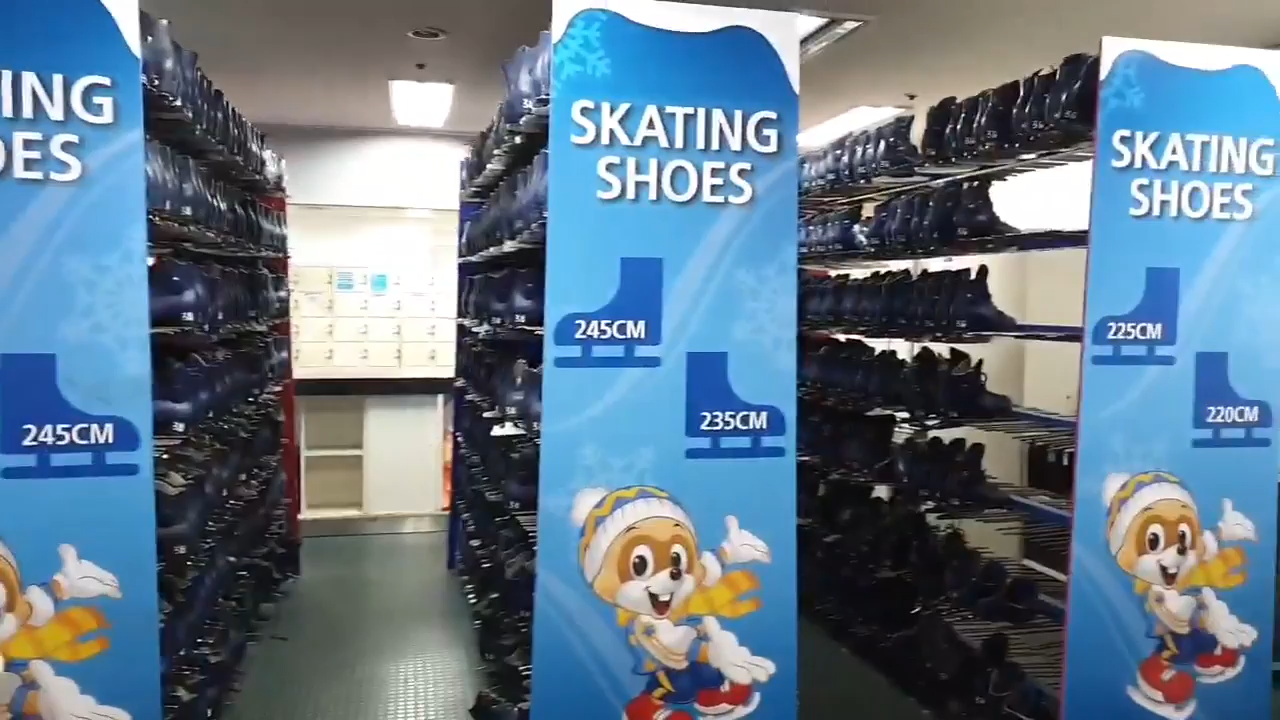 ING
OES
245CM
SKATING
SHOES
245CM
235CM
SKATING
SHOES
225CM
220CM